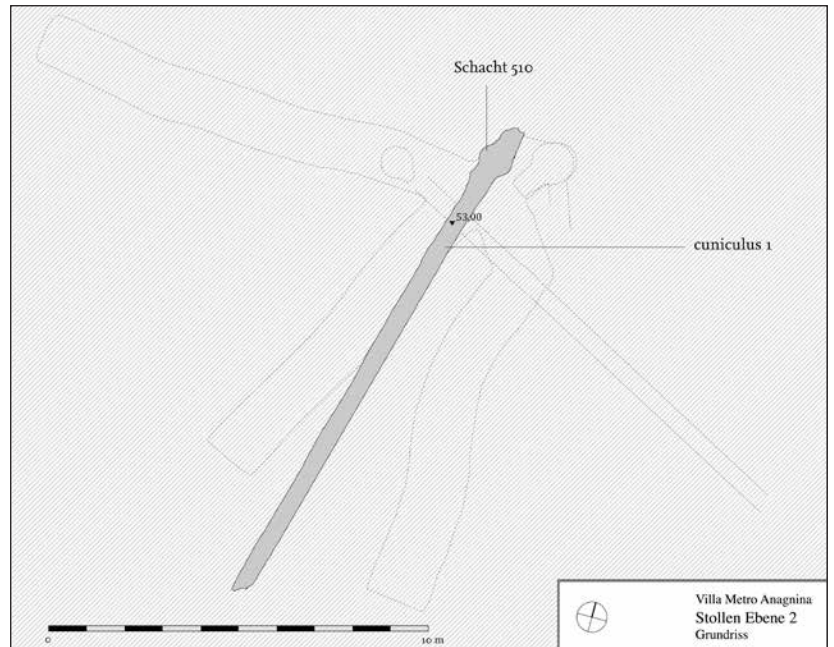 Schacht 510
53,00
cuniculus 1
0
10 m
Villa Metro Anagnina
Stollen Ebene 2
Grundriss